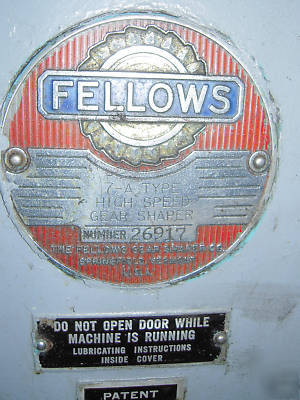 FELLOWS
7-A TYPE
HIGH SPEED
GEAR SHAPER
NUMBER 26917
THE FELLOWS GEAR SHAPER CO.
SPRINGFIELD, VERMONT
U.S.A.
DO NOT OPEN DOOR WHILE
MACHINE IS RUNNING
LUBRICATING INSTRUCTIONS
INSIDE COVER
PATENT